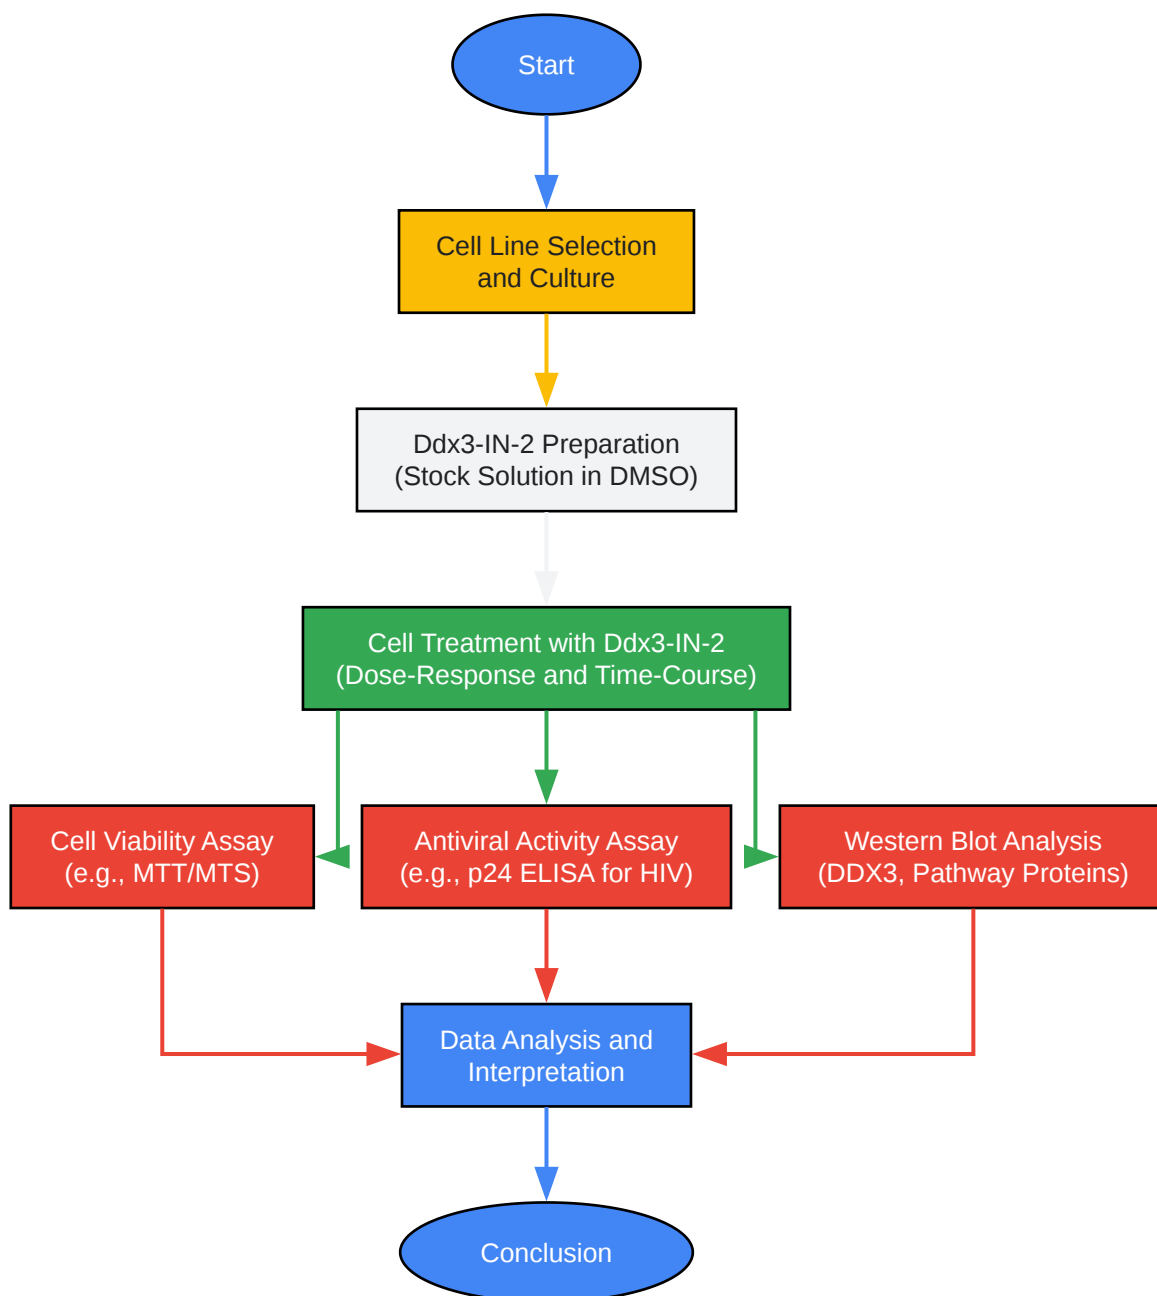 Start
Cell Line Selection
and Culture
Ddx3-IN-2 Preparation
(Stock Solution in DMSO)
Cell Treatment with Ddx3-IN-2
(Dose-Response and Time-Course)
Cell Viability Assay
(e.g., MTT/MTS)
Antiviral Activity Assay
(e.g., p24 ELISA for HIV)
Western Blot Analysis
(DDX3, Pathway Proteins)
Data Analysis and
Interpretation
Conclusion